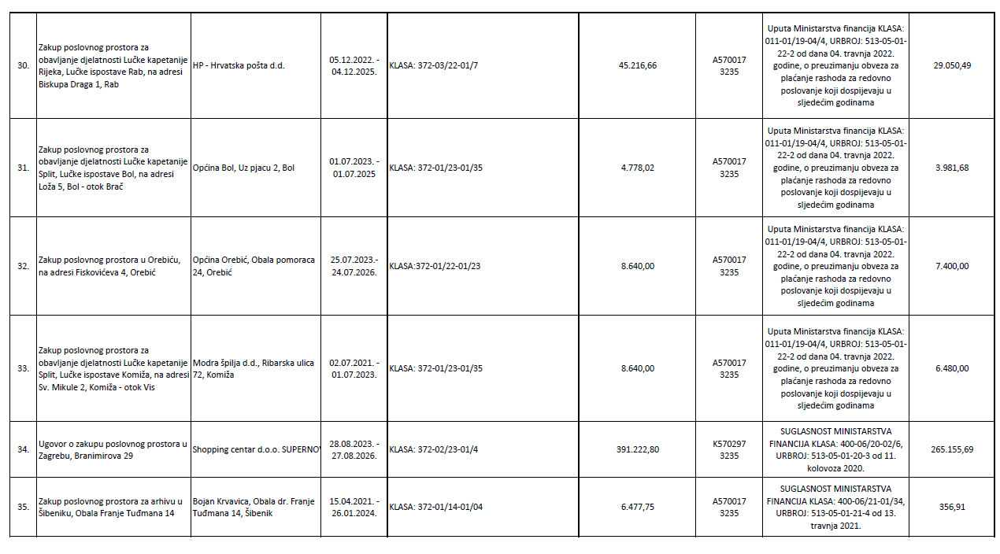 30.
Zakup poslovnog prostora za
obavljanje djelatnosti Lučke kapetanije
Rijeka, Lučke ispostave Rab, na adresi
Biskupa Draga 1, Rab
HP - Hrvatska pošta d.d.
05.12.2022. -
04.12.2025.
KLASA: 372-03/22-01/7
45.216,66
A570017
3235
Uputa Ministarstva financija KLASA:
011-01/19-04/4, URBROJ: 513-05-01-
22-2 od dana 04. travnja 2022.
godine, o preuzimanju obveza za
plaćanje rashoda za redovno
poslovanje koji dospijevaju u
sljedećim godinama
29.050,49
31.
Zakup poslovnog prostora za
obavljanje djelatnosti Lučke kapetanije
Split, Lučke ispostave Bol, na adresi
Loža 5, Bol - otok Brač
Općina Bol, Uz pjacu 2, Bol
01.07.2023. -
01.07.2025
KLASA: 372-01/23-01/35
4.778,02
A570017
3235
Uputa Ministarstva financija KLASA:
011-01/19-04/4, URBROJ: 513-05-01-
22-2 od dana 04. travnja 2022.
godine, o preuzimanju obveza za
plaćanje rashoda za redovno
poslovanje koji dospijevaju u
sljedećim godinama
3.981,68
32.
Zakup poslovnog prostora u Orebiću,
na adresi Fiskovićeva 4, Orebić
Općina Orebić, Obala pomoraca
24, Orebić
25.07.2023.-
24.07.2026.
KLASA:372-01/22-01/23
8.640,00
A570017
3235
Uputa Ministarstva financija KLASA:
011-01/19-04/4, URBROJ: 513-05-01-
22-2 od dana 04. travnja 2022.
godine, o preuzimanju obveza za
plaćanje rashoda za redovno
poslovanje koji dospijevaju u
sljedećim godinama
7.400,00
33.
Zakup poslovnog prostora za
obavljanje djelatnosti Lučke kapetanije
Split, Lučke ispostave Komiža, na adresi
Sv. Mikule 2, Komiža - otok Vis
Modra špilja d.d., Ribarska ulica
72, Komiža
02.07.2021. -
01.07.2023.
KLASA: 372-01/23-01/35
8.640,00
A570017
3235
Uputa Ministarstva financija KLASA:
011-01/19-04/4, URBROJ: 513-05-01-
22-2 od dana 04. travnja 2022.
godine, o preuzimanju obveza za
plaćanje rashoda za redovno
poslovanje koji dospijevaju u
sljedećim godinama
6.480,00
34.
Ugovor o zakupu poslovnog prostora u
Zagrebu, Branimirova 29
Shopping centar d.o.o. SUPERNOV
28.08.2023. -
27.08.2026.
KLASA: 372-02/23-01/4
391.222,80
K570297
3235
SUGLASNOST MINISTARSTVA
FINANCIJA KLASA: 400-06/20-02/6,
URBROJ: 513-05-01-20-3 od 11.
kolovoza 2020.
265.155,69
35.
Zakup poslovnog prostora za arhivu u
Šibeniku, Obala Franje Tuđmana 14
Bojan Krvavica, Obala dr. Franje
Tuđmana 14, Šibenik
15.04.2021. -
26.01.2024.
KLASA: 372-01/14-01/04
6.477,75
A570017
3235
SUGLASNOST MINISTARSTVA
FINANCIJA KLASA: 400-06/21-01/34,
URBROJ: 513-05-01-21-4 od 13.
travnja 2021.
356,91